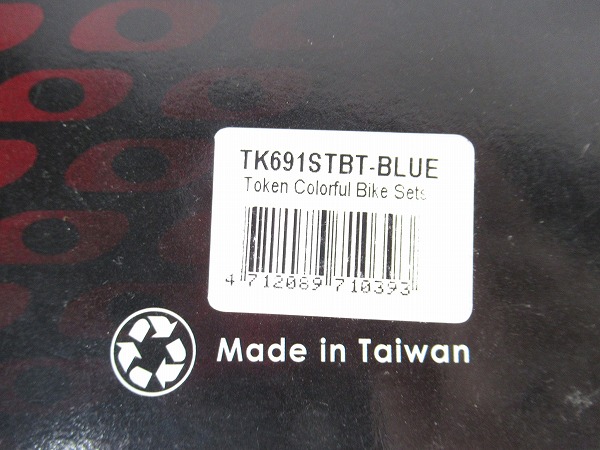 TK691STBT-BLUE
Token Colorful Bike Sets
4 712089 710393
Made in Taiwan